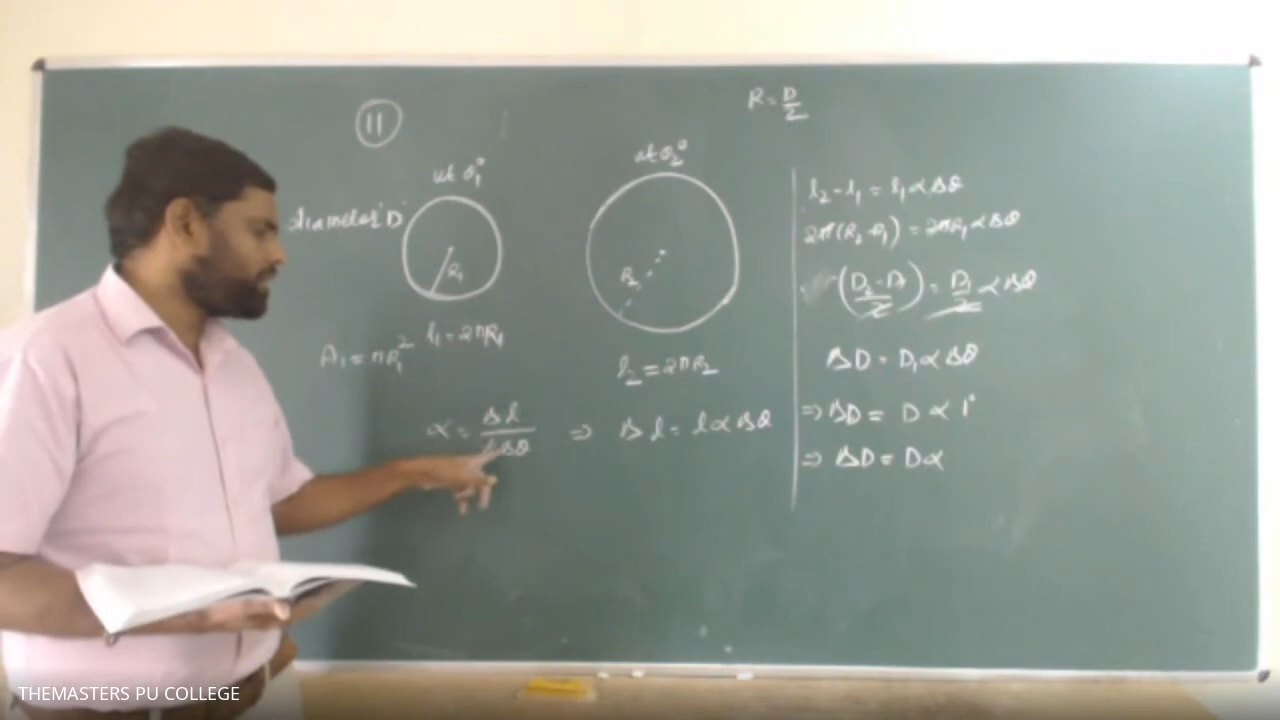 11
R = D/2
at θ₁°
at θ₂°
diameter 'D'
R₁
R₂
A₁ = πR₁²
l₁ = 2πR₁
l₂ = 2πR₂
α = Δl/lΔθ ⇒ Δl = lαΔθ
l₂ - l₁ = l₁αΔθ
2π(R₂ - R₁) = 2πR₁αΔθ
(D₂ - D₁/2) = D₁/2 αΔθ
ΔD = D₁αΔθ
⇒ ΔD = Dα1°
⇒ ΔD = Dα
THEMASTERS PU COLLEGE